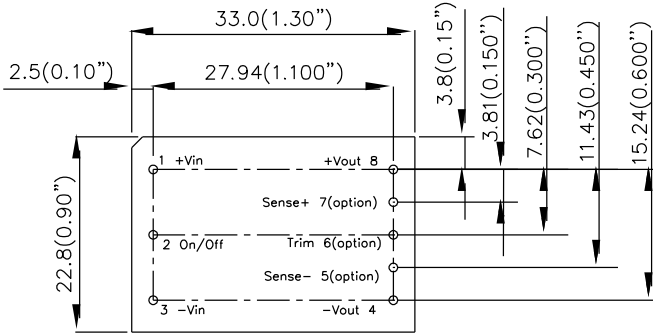 33.0(1.30")
2.5(0.10")
27.94(1.100")
3.8(0.15")
3.81(0.150")
7.62(0.300")
11.43(0.450")
15.24(0.600")
22.8(0.90")
1 +Vin
+Vout 8
Sense+ 7(option)
2 On/Off
Trim 6(option)
Sense- 5(option)
3 -Vin
-Vout 4